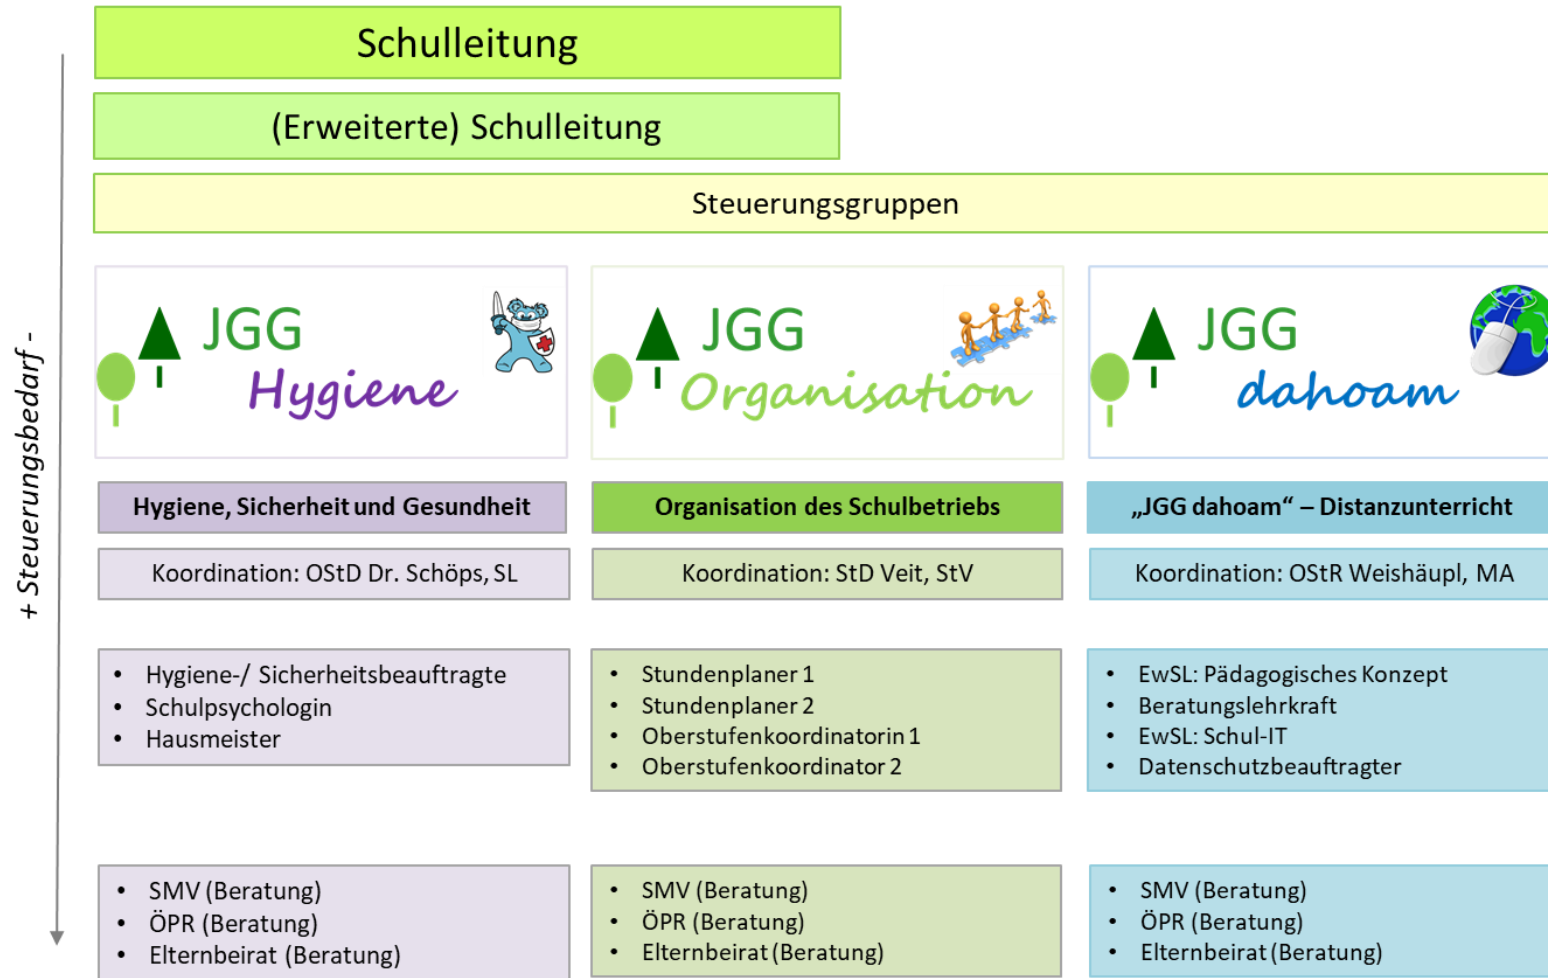 Schulleitung
(Erweiterte) Schulleitung
Steuerungsgruppen
+ Steuerungsbedarf -
JGG
Hygiene
JGG
Organisation
JGG
dahoam
Hygiene, Sicherheit und Gesundheit
Koordination: OStD Dr. Schöps, SL
• Hygiene-/ Sicherheitsbeauftragte
• Schulpsychologin
• Hausmeister
• SMV (Beratung)
• ÖPR (Beratung)
• Elternbeirat (Beratung)
Organisation des Schulbetriebs
Koordination: StD Veit, StV
• Stundenplaner 1
• Stundenplaner 2
• Oberstufenkoordinatorin 1
• Oberstufenkoordinator 2
• SMV (Beratung)
• ÖPR (Beratung)
• Elternbeirat (Beratung)
„JGG dahoam“ – Distanzunterricht
Koordination: OStR Weishäupl, MA
• EwSL: Pädagogisches Konzept
• Beratungslehrkraft
• EwSL: Schul-IT
• Datenschutzbeauftragter
• SMV (Beratung)
• ÖPR (Beratung)
• Elternbeirat (Beratung)